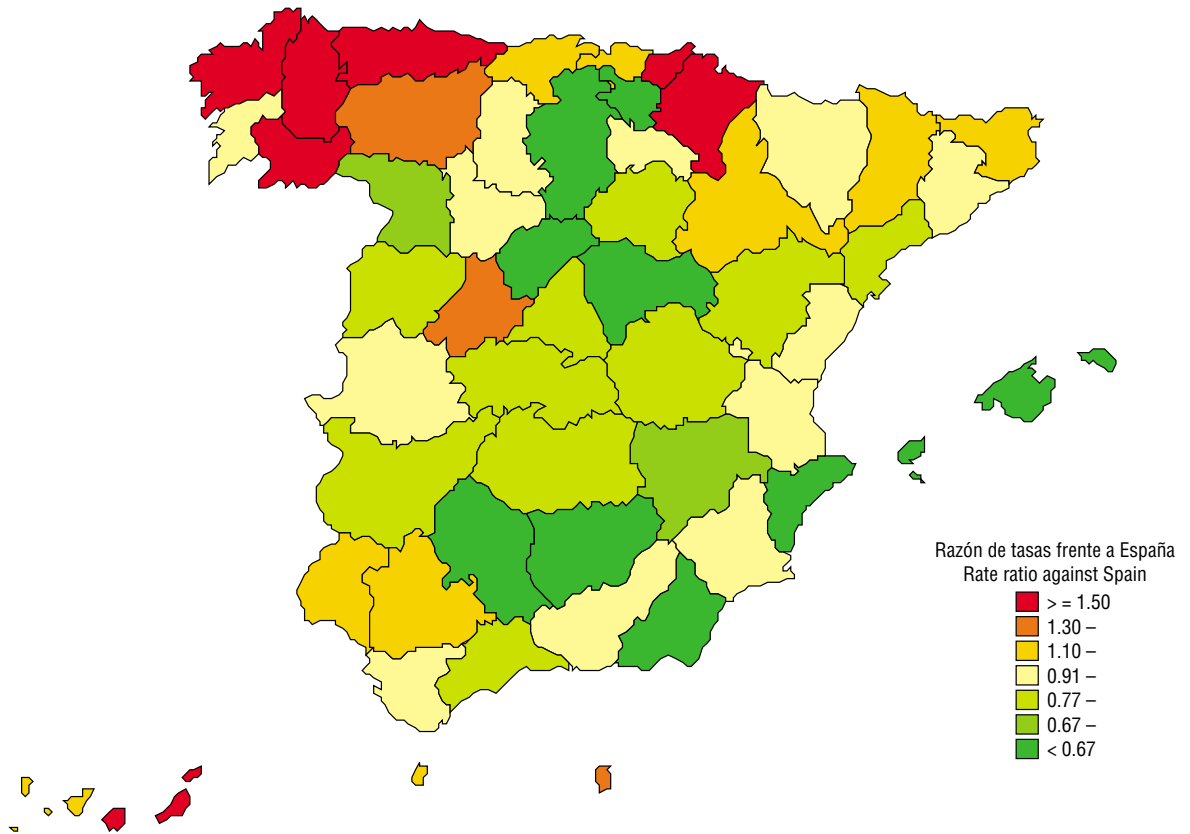 Razón de tasas frente a España
Rate ratio against Spain
> = 1.50
1.30 –
1.10 –
0.91 –
0.77 –
0.67 –
< 0.67